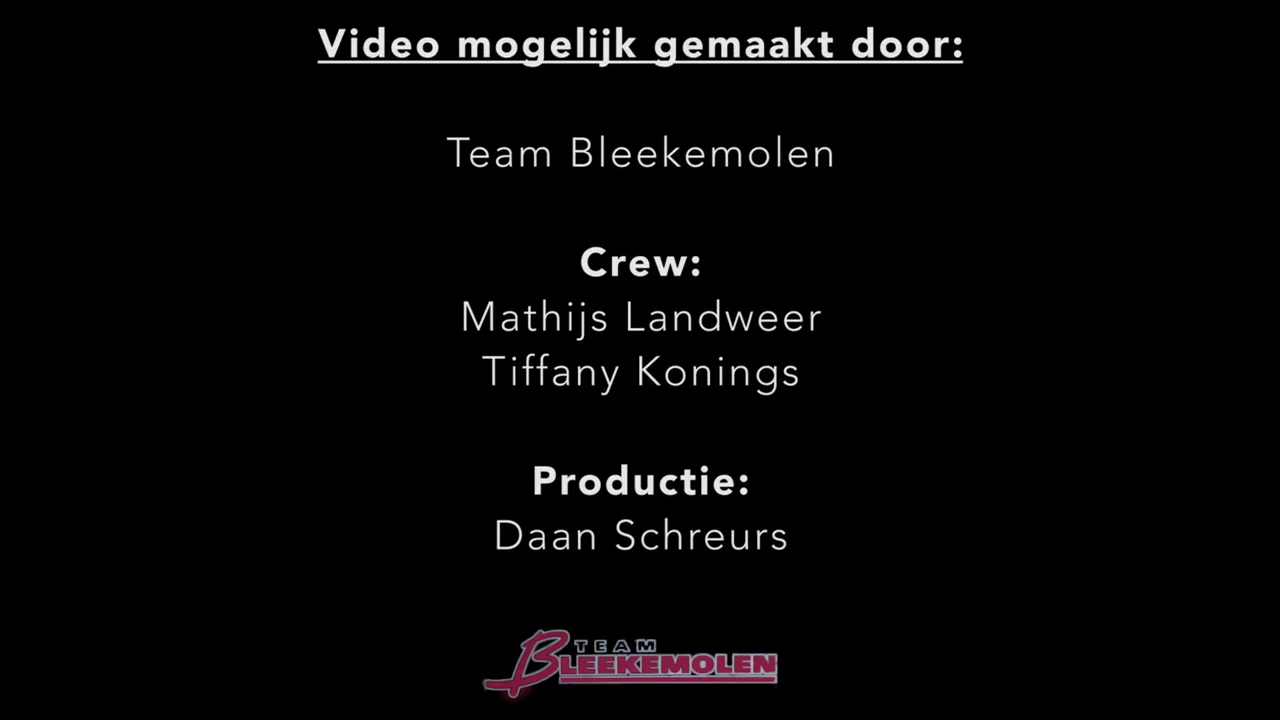 Video mogelijk gemaakt door:
Team Bleekemolen
Crew:
Mathijs Landweer
Tiffany Konings
Productie:
Daan Schreurs
TEAM
BLEEKEMOLEN